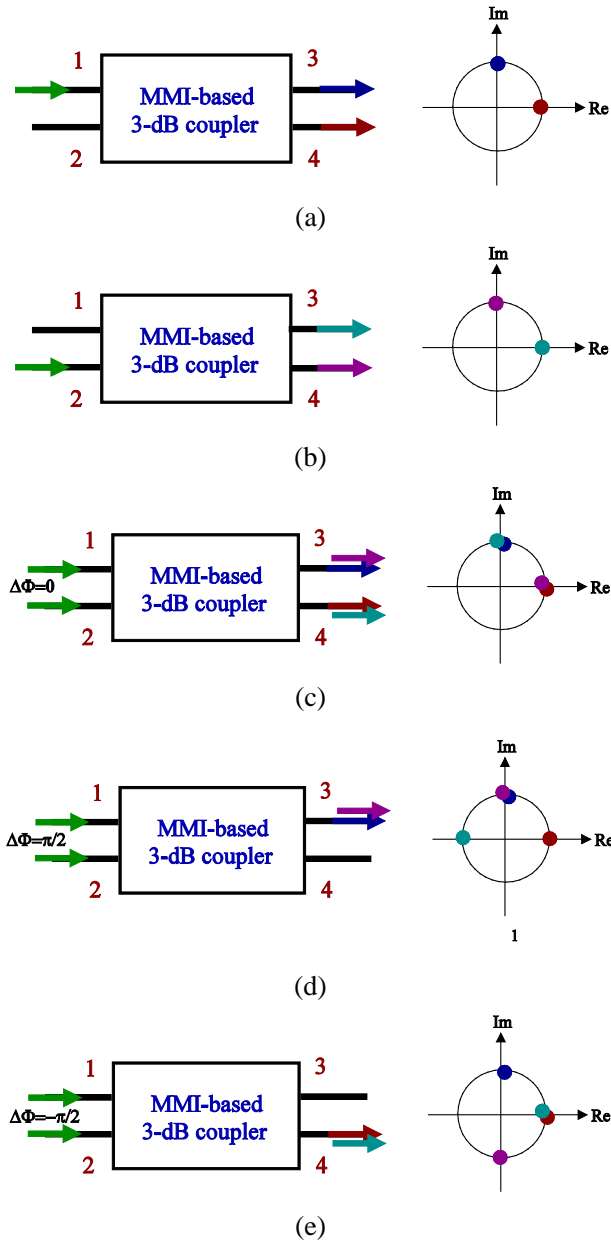 Im
1
3
MMI-based
3-dB coupler
Re
2
4
(a)
Im
1
3
MMI-based
3-dB coupler
Re
2
4
(b)
Im
1
3
ΔΦ=0
MMI-based
3-dB coupler
Re
2
4
(c)
Im
1
3
ΔΦ=π/2
MMI-based
3-dB coupler
Re
2
4
1
(d)
Im
1
3
ΔΦ=−π/2
MMI-based
3-dB coupler
Re
2
4
(e)